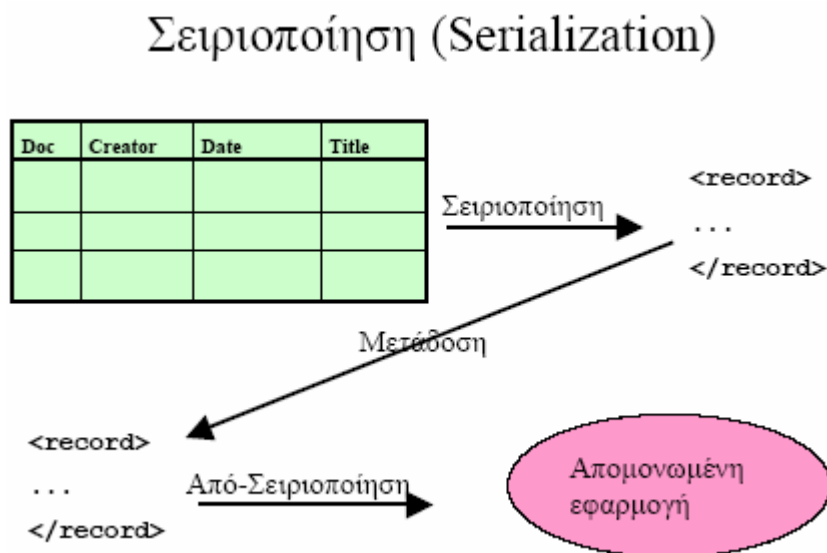 Σειριοποίηση (Serialization)
Doc Creator Date Title
Σειριοποίηση
<record>
...
</record>
Μετάδοση
<record>
...
</record>
Από-Σειριοποίηση
Απομονωμένη
εφαρμογή